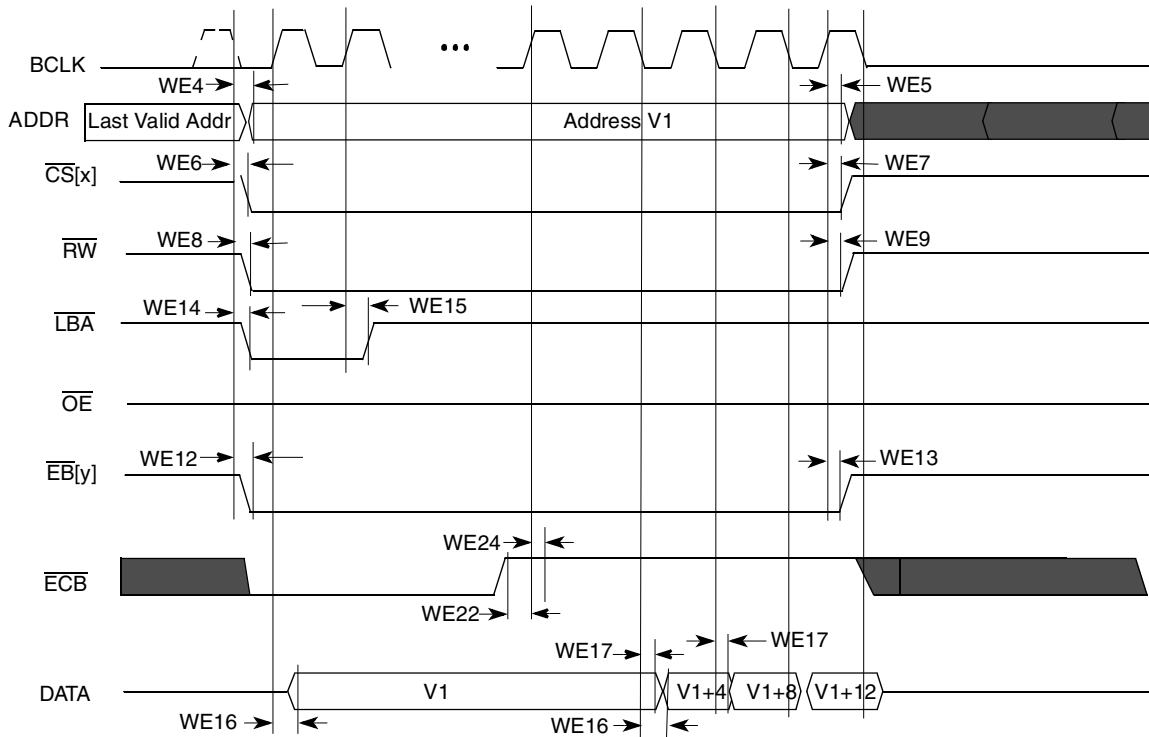 •••
BCLK
WE4
WE5
ADDR
Last Valid Addr
Address V1
WE6
WE7
CS[x]
WE8
WE9
RW
WE14
WE15
LBA
OE
WE12
WE13
EB[y]
WE24
ECB
WE22
WE17
WE17
DATA
V1
V1+4
V1+8
V1+12
WE16
WE16